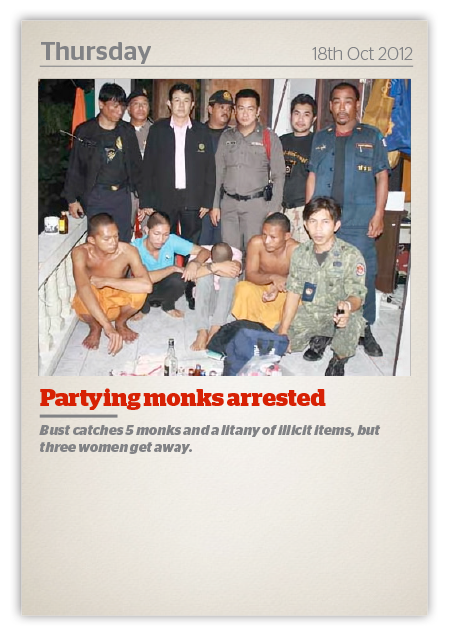 Thursday
18th Oct 2012
Partying monks arrested
Bust catches 5 monks and a litany of illicit items, but
three women get away.